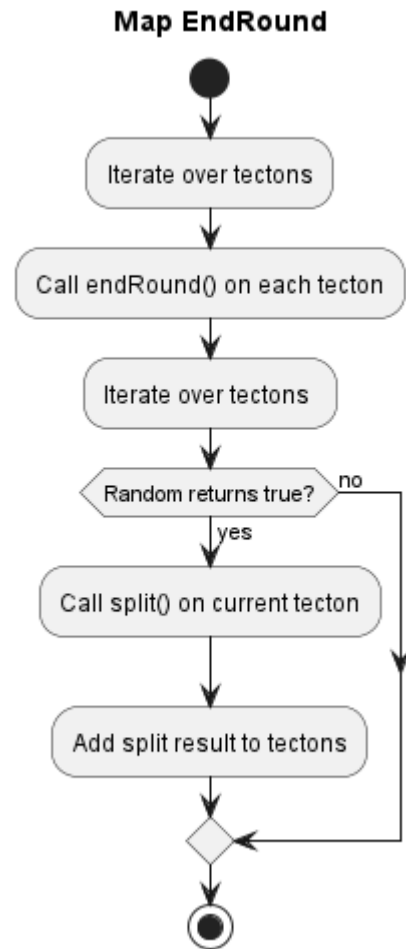 Map EndRound
Iterate over tectons
Call endRound() on each tecton
Iterate over tectons
Random returns true?
no
yes
Call split() on current tecton
Add split result to tectons